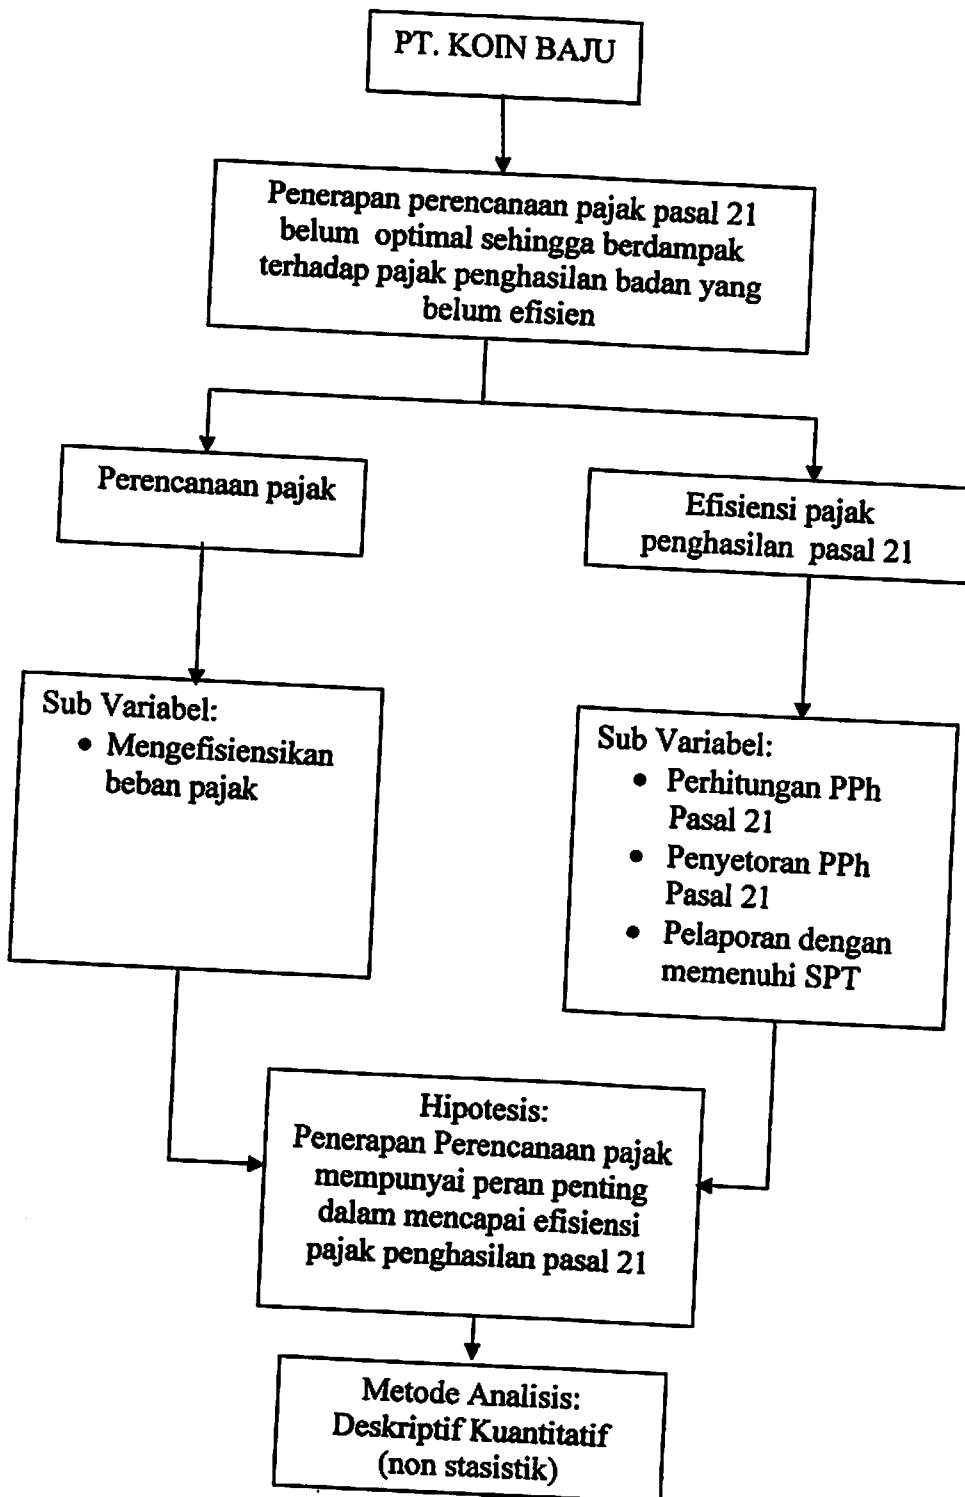 PT. KOIN BAJU
Penerapan perencanaan pajak pasal 21
belum optimal sehingga berdampak
terhadap pajak penghasilan badan yang
belum efisien
Perencanaan pajak
Efisiensi pajak
penghasilan pasal 21
Sub Variabel:
• Mengefisiensikan
beban pajak
Sub Variabel:
• Perhitungan PPh
Pasal 21
• Penyetoran PPh
Pasal 21
• Pelaporan dengan
memenuhi SPT
Hipotesis:
Penerapan Perencanaan pajak
mempunyai peran penting
dalam mencapai efisiensi
pajak penghasilan pasal 21
Metode Analisis:
Deskriptif Kuantitatif
(non stasistik)